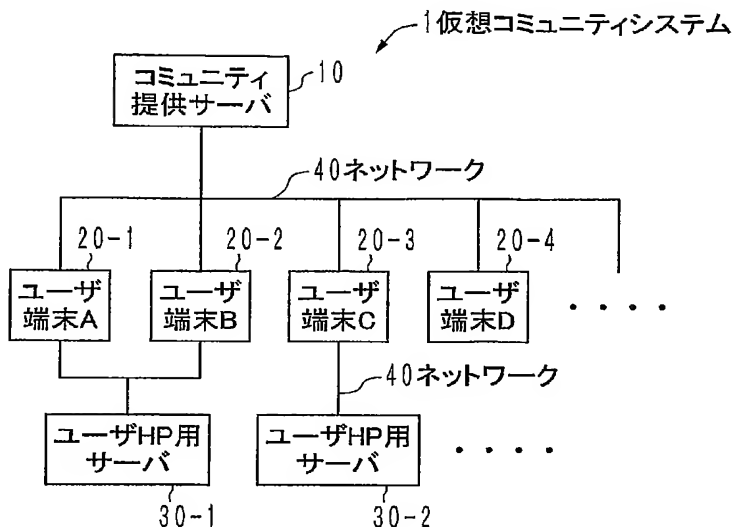 1仮想コミュニティシステム
コミュニティ
提供サーバ
10
40ネットワーク
20-1
20-2
20-3
20-4
ユーザ
端末A
ユーザ
端末B
ユーザ
端末C
ユーザ
端末D
40ネットワーク
ユーザHP用
サーバ
ユーザHP用
サーバ
30-1
30-2